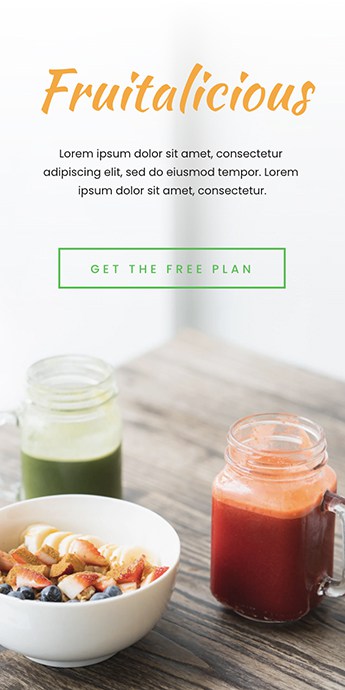 Fruitalicious
Lorem ipsum dolor sit amet, consectetur
adipiscing elit, sed do eiusmod tempor. Lorem
ipsum dolor sit amet, consectetur.
GET THE FREE PLAN